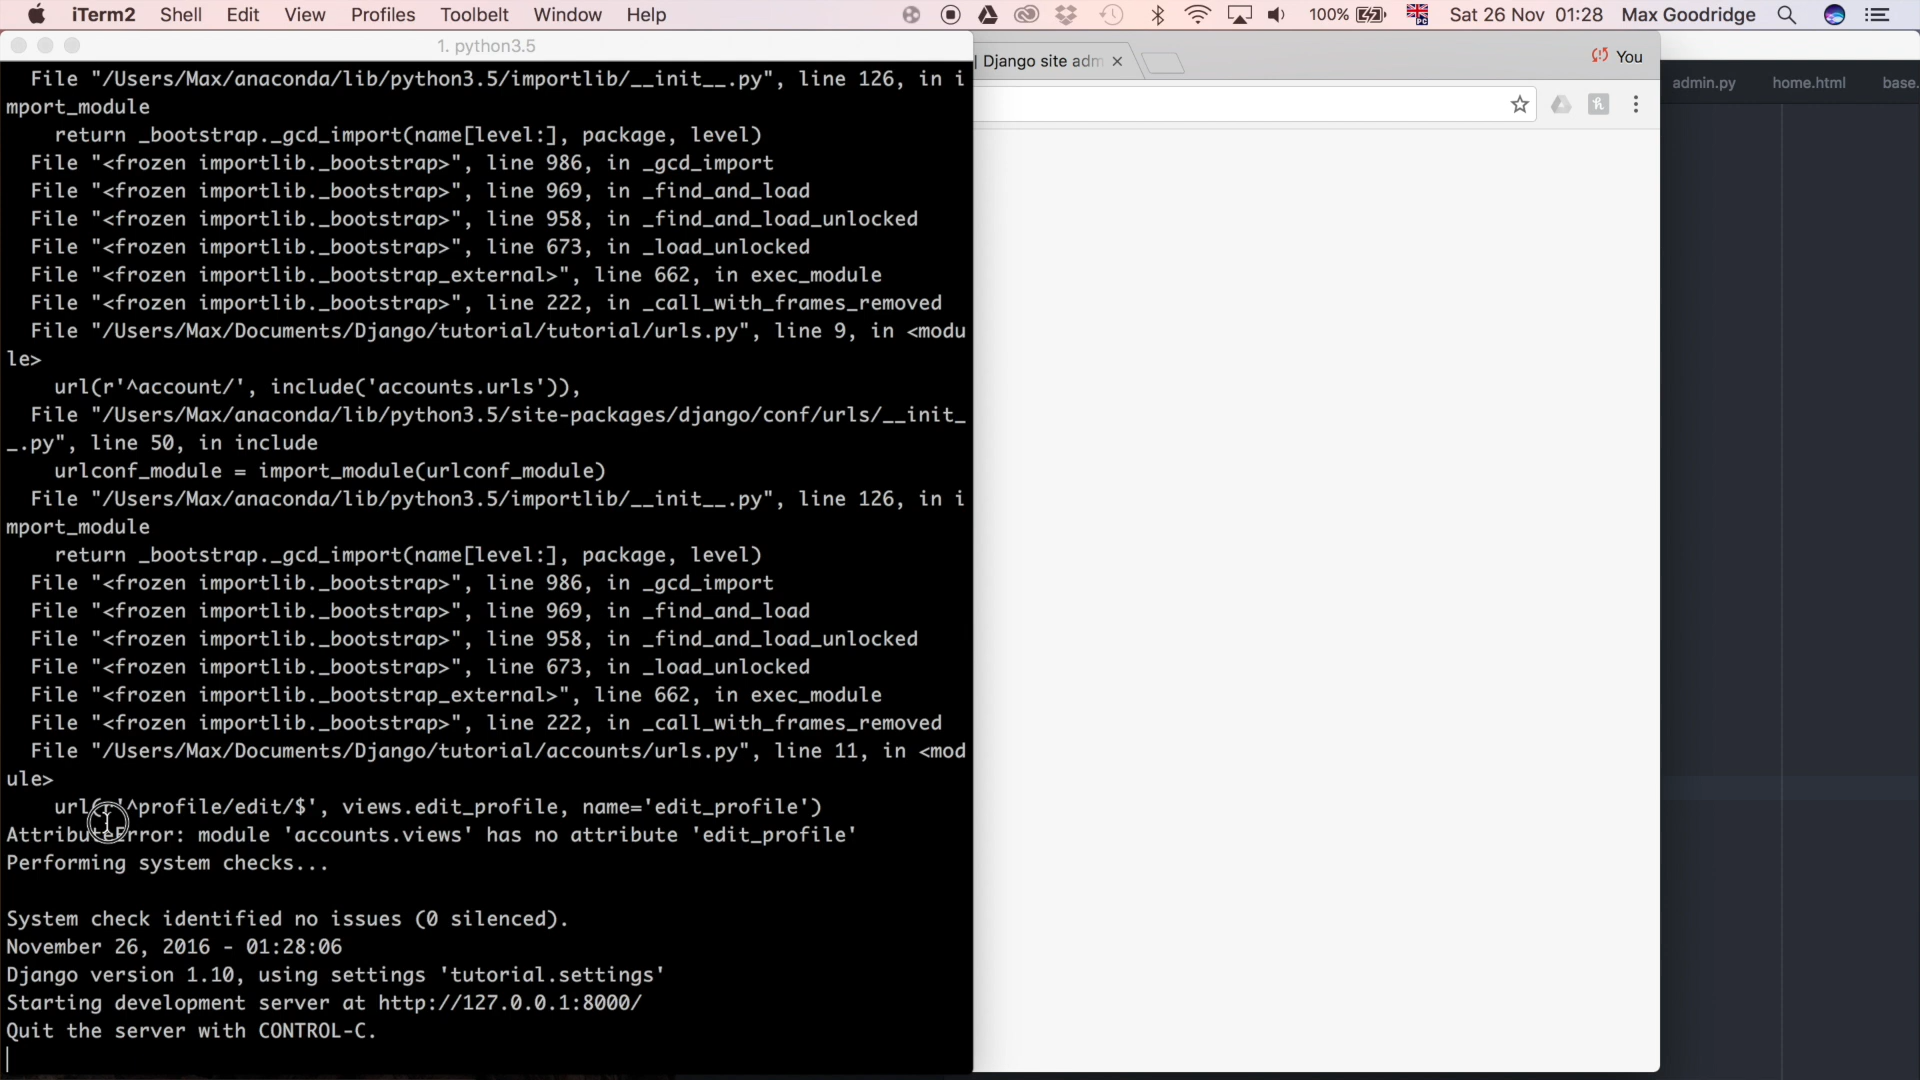 iTerm2 Shell Edit View Profiles Toolbelt Window Help 100% Sat 26 Nov 01:28 Max Goodridge
1. python3.5
| Django site adm
You
admin.py home.html base.
File "/Users/Max/anaconda/lib/python3.5/importlib/__init__.py", line 126, in i
mport_module
return _bootstrap._gcd_import(name[level:], package, level)
File "<frozen importlib._bootstrap>", line 986, in _gcd_import
File "<frozen importlib._bootstrap>", line 969, in _find_and_load
File "<frozen importlib._bootstrap>", line 958, in _find_and_load_unlocked
File "<frozen importlib._bootstrap>", line 673, in _load_unlocked
File "<frozen importlib._bootstrap_external>", line 662, in exec_module
File "<frozen importlib._bootstrap>", line 222, in _call_with_frames_removed
File "/Users/Max/Documents/Django/tutorial/tutorial/urls.py", line 9, in <modu
le>
url(r'^account/', include('accounts.urls')),
File "/Users/Max/anaconda/lib/python3.5/site-packages/django/conf/urls/__init_
_.py", line 50, in include
urlconf_module = import_module(urlconf_module)
File "/Users/Max/anaconda/lib/python3.5/importlib/__init__.py", line 126, in i
mport_module
return _bootstrap._gcd_import(name[level:], package, level)
File "<frozen importlib._bootstrap>", line 986, in _gcd_import
File "<frozen importlib._bootstrap>", line 969, in _find_and_load
File "<frozen importlib._bootstrap>", line 958, in _find_and_load_unlocked
File "<frozen importlib._bootstrap>", line 673, in _load_unlocked
File "<frozen importlib._bootstrap_external>", line 662, in exec_module
File "<frozen importlib._bootstrap>", line 222, in _call_with_frames_removed
File "/Users/Max/Documents/Django/tutorial/accounts/urls.py", line 11, in <mod
ule>
url(r'^profile/edit/$', views.edit_profile, name='edit_profile')
AttributeError: module 'accounts.views' has no attribute 'edit_profile'
Performing system checks...
System check identified no issues (0 silenced).
November 26, 2016 - 01:28:06
Django version 1.10, using settings 'tutorial.settings'
Starting development server at http://127.0.0.1:8000/
Quit the server with CONTROL-C.